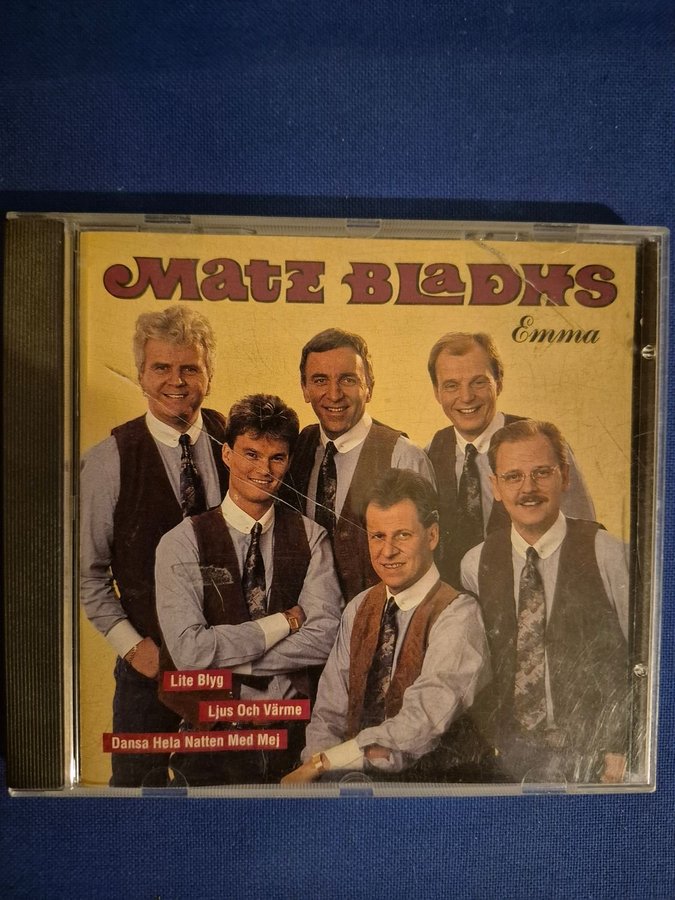 Matz Bladhs
Emma
Lite Blyg
Ljus Och Värme
Dansa Hela Natten Med Mej